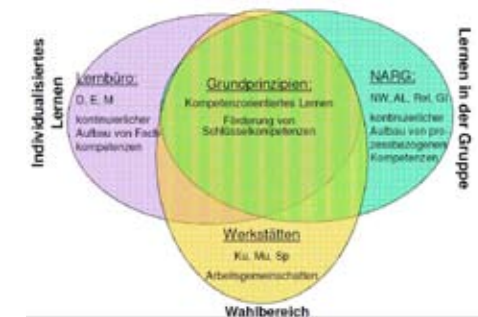 Individualisiertes
Lernen
Lernbüro:
D, E, M
kontinuierlicher
Aufbau von Fach-
kompetenzen
Grundprinzipien:
Kompetenzorientiertes Lernen
Förderung von
Schlüsselkompetenzen
NARG:
NW, AL, Rel, G/
kontinuierlicher
Aufbau von pro-
zessbezogenen
Kompetenzen
Lernen in der Gruppe
Werkstätten
Ku, Mu, Sp
Arbeitsgemeinschaften
Wahlbereich